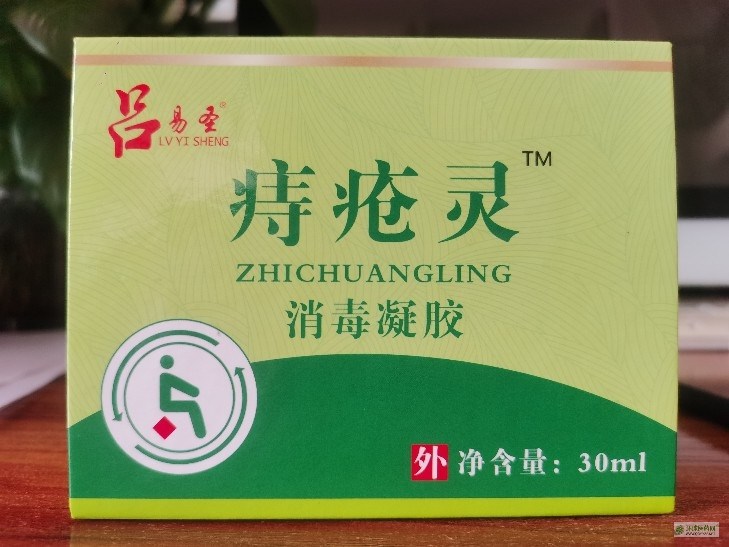 吕易圣®
LV YI SHENG
痔疮灵™
ZHICHUANGLING
消毒凝胶
外 净含量：30ml